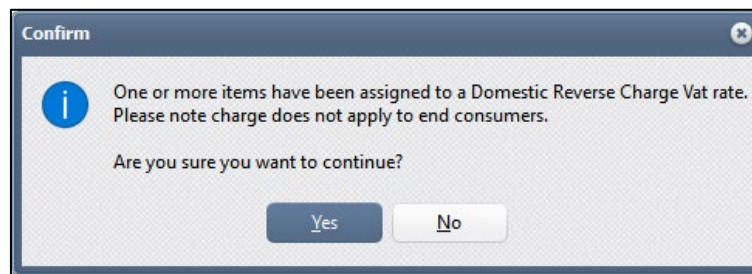 Confirm
One or more items have been assigned to a Domestic Reverse Charge Vat rate.
Please note charge does not apply to end consumers.
Are you sure you want to continue?
Yes
No